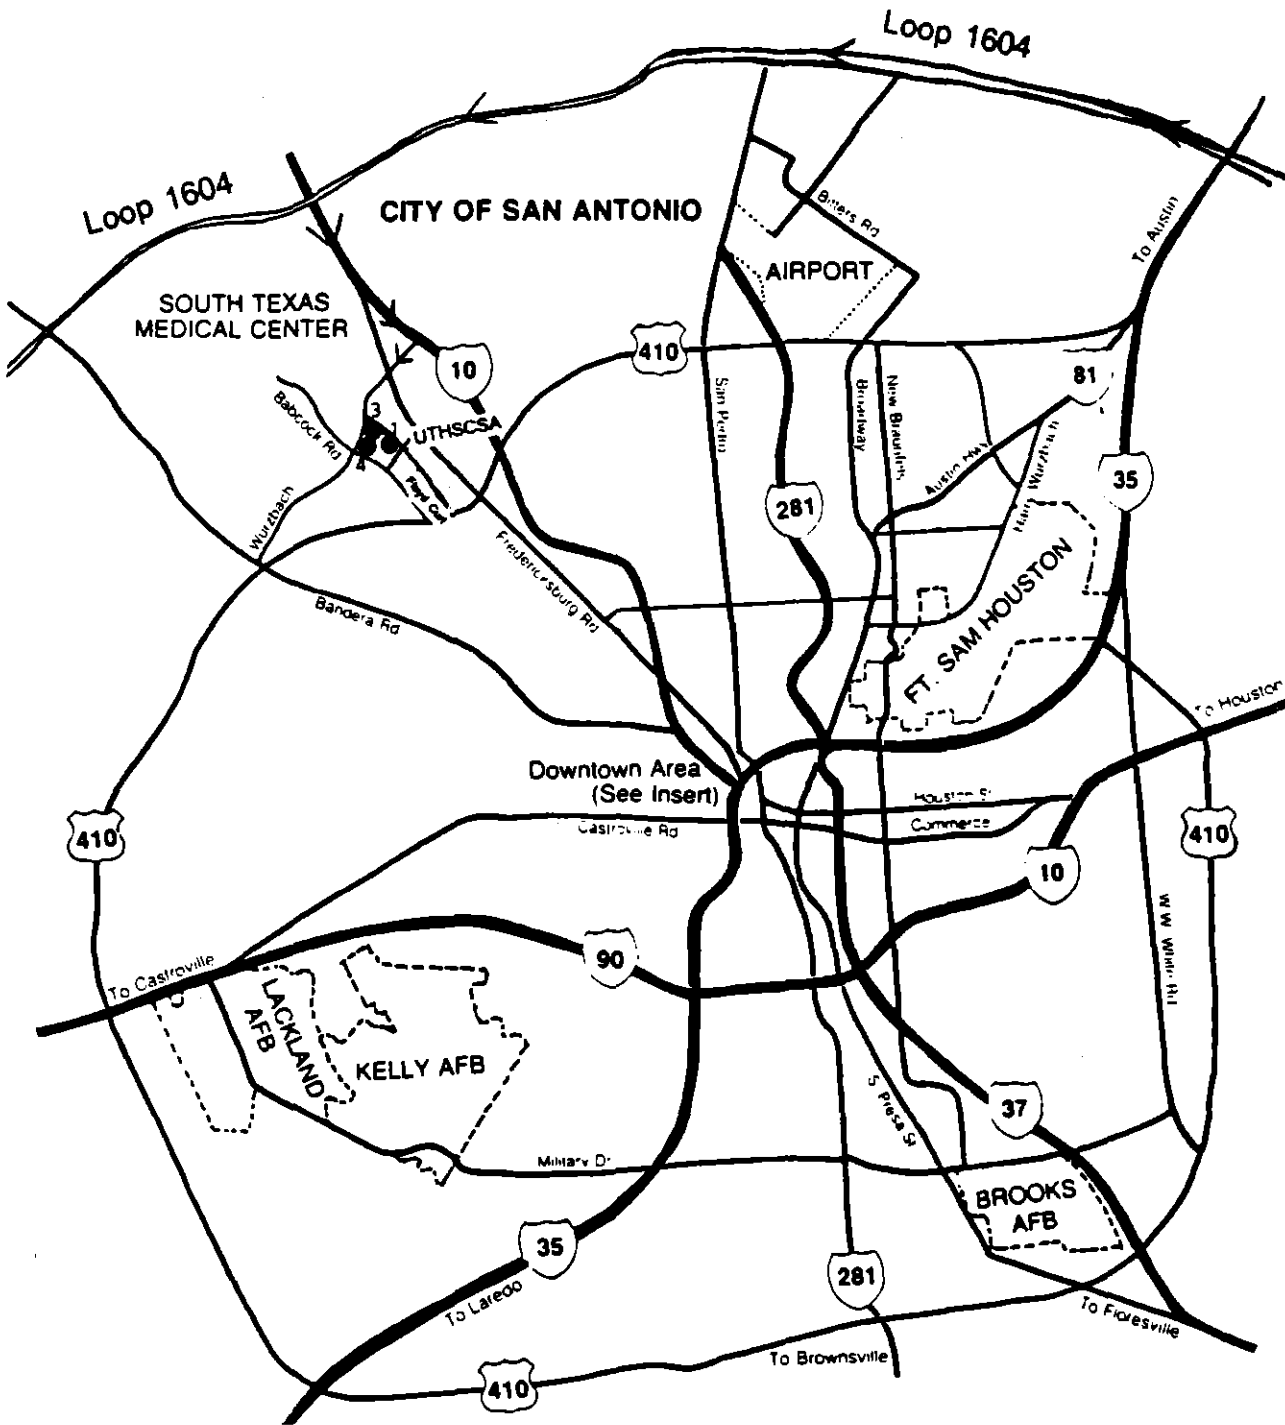 Loop 1604
Loop 1604
CITY OF SAN ANTONIO
Bitters Rd
To Austin
AIRPORT
SOUTH TEXAS
MEDICAL CENTER
410
10
81
San Pedro
Broadway
New Braunfels
Babcock Rd
3
1
UTHSCSA
4
Austin Hwy
Wurzbach
35
281
Floyd Curl
Wurzbach
Fredericksburg Rd
Bandera Rd
FT. SAM HOUSTON
To Houston
Downtown Area
(See Insert)
Houston St
Castroville Rd
Commerce
410
410
10
W W White Rd
90
To Castroville
LACKLAND
AFB
KELLY AFB
37
S Presa St
Military Dr
BROOKS
AFB
35
281
To Laredo
To Floresville
To Brownsville
410